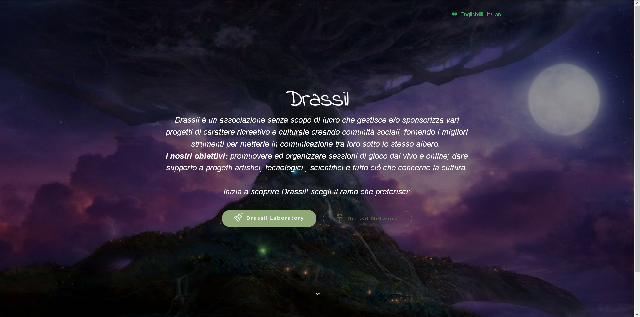 English
Drassil
Drassil è un associazione senza scopo di lucro che gestisce e/o sponsorizza vari
progetti di carattere ricreativo e culturale creando comunità sociali, fornendo i migliori
strumenti per metterle in comunicazione tra loro sotto lo stesso albero.
I nostri obiettivi: promuovere ed organizzare sessioni di gioco dal vivo e online; dare
supporto a progetti artistici, tecnologici, scientifici e tutto ciò che concerne la cultura.
Inizia a scoprire Drassil: scegli il ramo che preferisci:
Drassil Laboratory